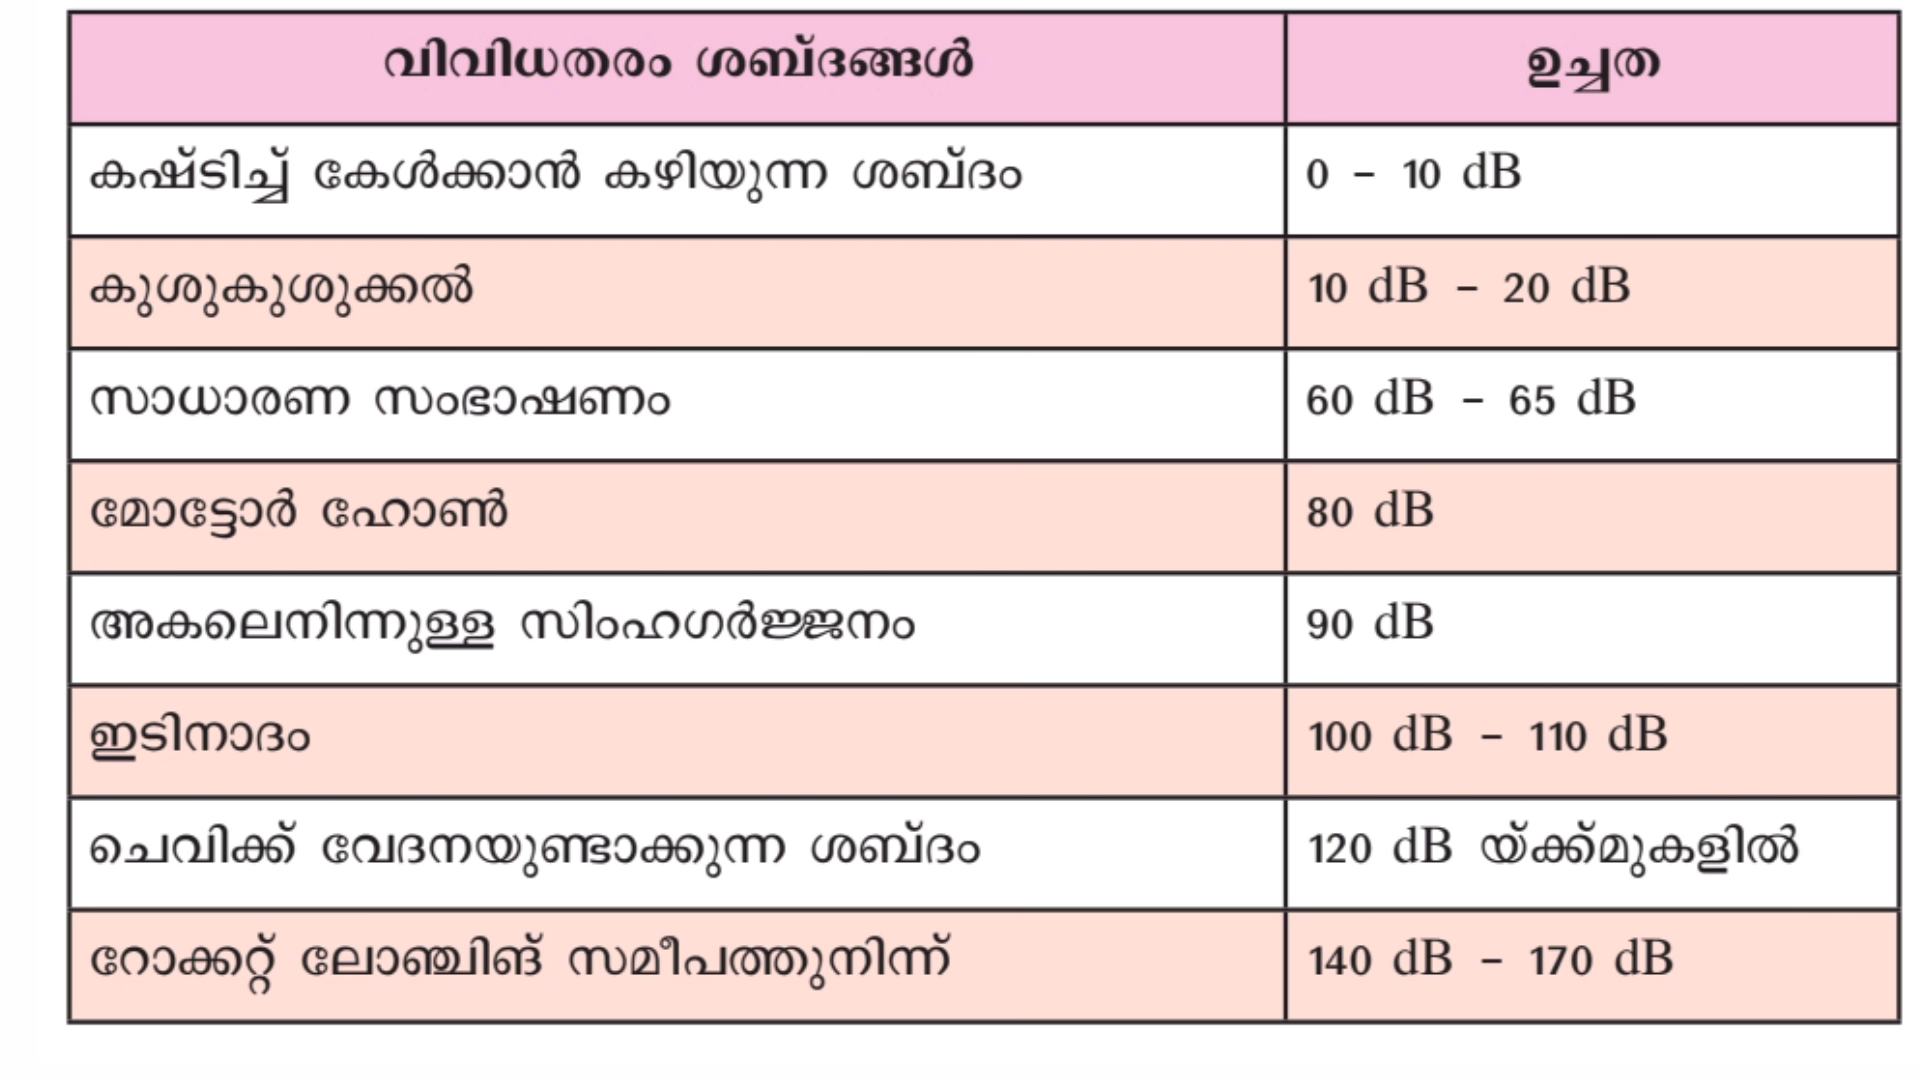 വിവിധതരം ശബ്ദങ്ങൾ ഉച്ചത
കഷ്ടിച്ച് കേൾക്കാൻ കഴിയുന്ന ശബ്ദം 0 – 10 dB
കുശുകുശുക്കൽ 10 dB – 20 dB
സാധാരണ സംഭാഷണം 60 dB – 65 dB
മോട്ടോർ ഹോൺ 80 dB
അകലെനിന്നുള്ള സിംഹഗർജ്ജനം 90 dB
ഇടിനാദം 100 dB – 110 dB
ചെവിക്ക് വേദനയുണ്ടാക്കുന്ന ശബ്ദം 120 dB യ്ക്ക്മുകളിൽ
റോക്കറ്റ് ലോഞ്ചിങ് സമീപത്തുനിന്ന് 140 dB – 170 dB